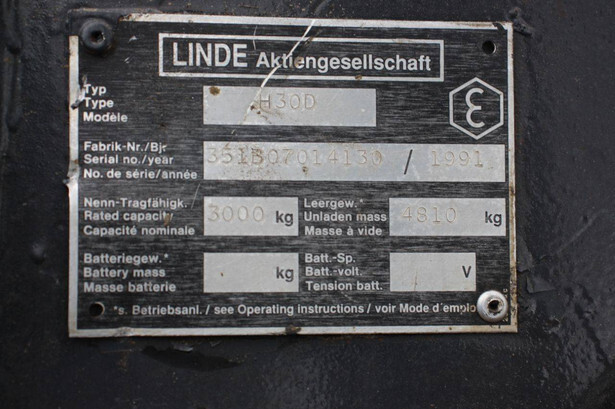 LINDE Aktiengesellschaft
Typ
Type
Modèle
H30D
Fabrik-Nr./Bjr
Serial no./year
No. de série/année
351B07014130 / 1991
Nenn-Tragfähigk.
Rated capacity
Capacité nominale
3000 kg
Leergew.*
Unladen mass
Masse à vide
4810 kg
Batteriegew.*
Battery mass
Masse batterie
kg
Batt.-Sp.
Batt.-volt.
Tension batt.
V
*s. Betriebsanl. / see Operating instructions / voir Mode d'emploi